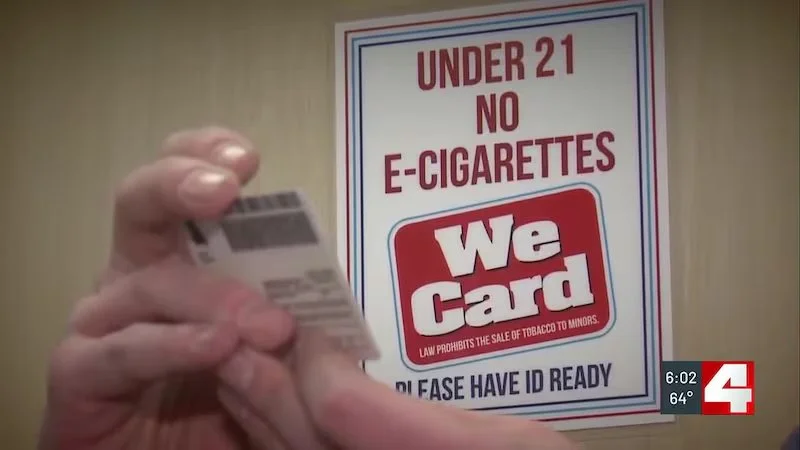 UNDER 21
NO
E-CIGARETTES
We
Card
LAW PROHIBITS THE SALE OF TOBACCO TO MINORS.
PLEASE HAVE ID READY
6:02
64°
4